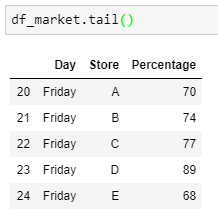 df_market.tail()
Day Store Percentage
20 Friday A 70
21 Friday B 74
22 Friday C 77
23 Friday D 89
24 Friday E 68